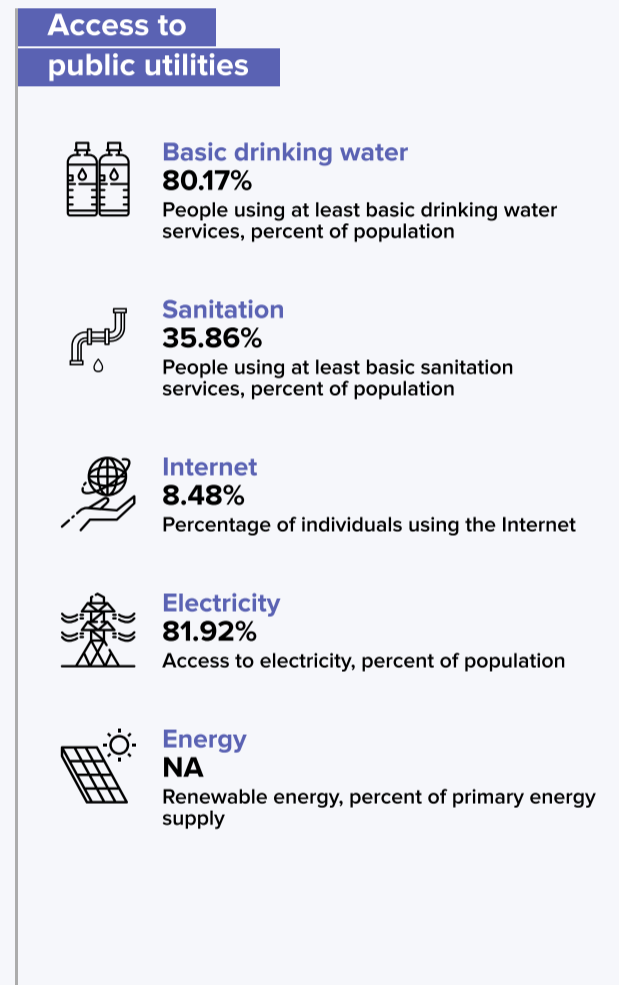 Access to
public utilities
Basic drinking water
80.17%
People using at least basic drinking water
services, percent of population
Sanitation
35.86%
People using at least basic sanitation
services, percent of population
Internet
8.48%
Percentage of individuals using the Internet
Electricity
81.92%
Access to electricity, percent of population
Energy
NA
Renewable energy, percent of primary energy
supply